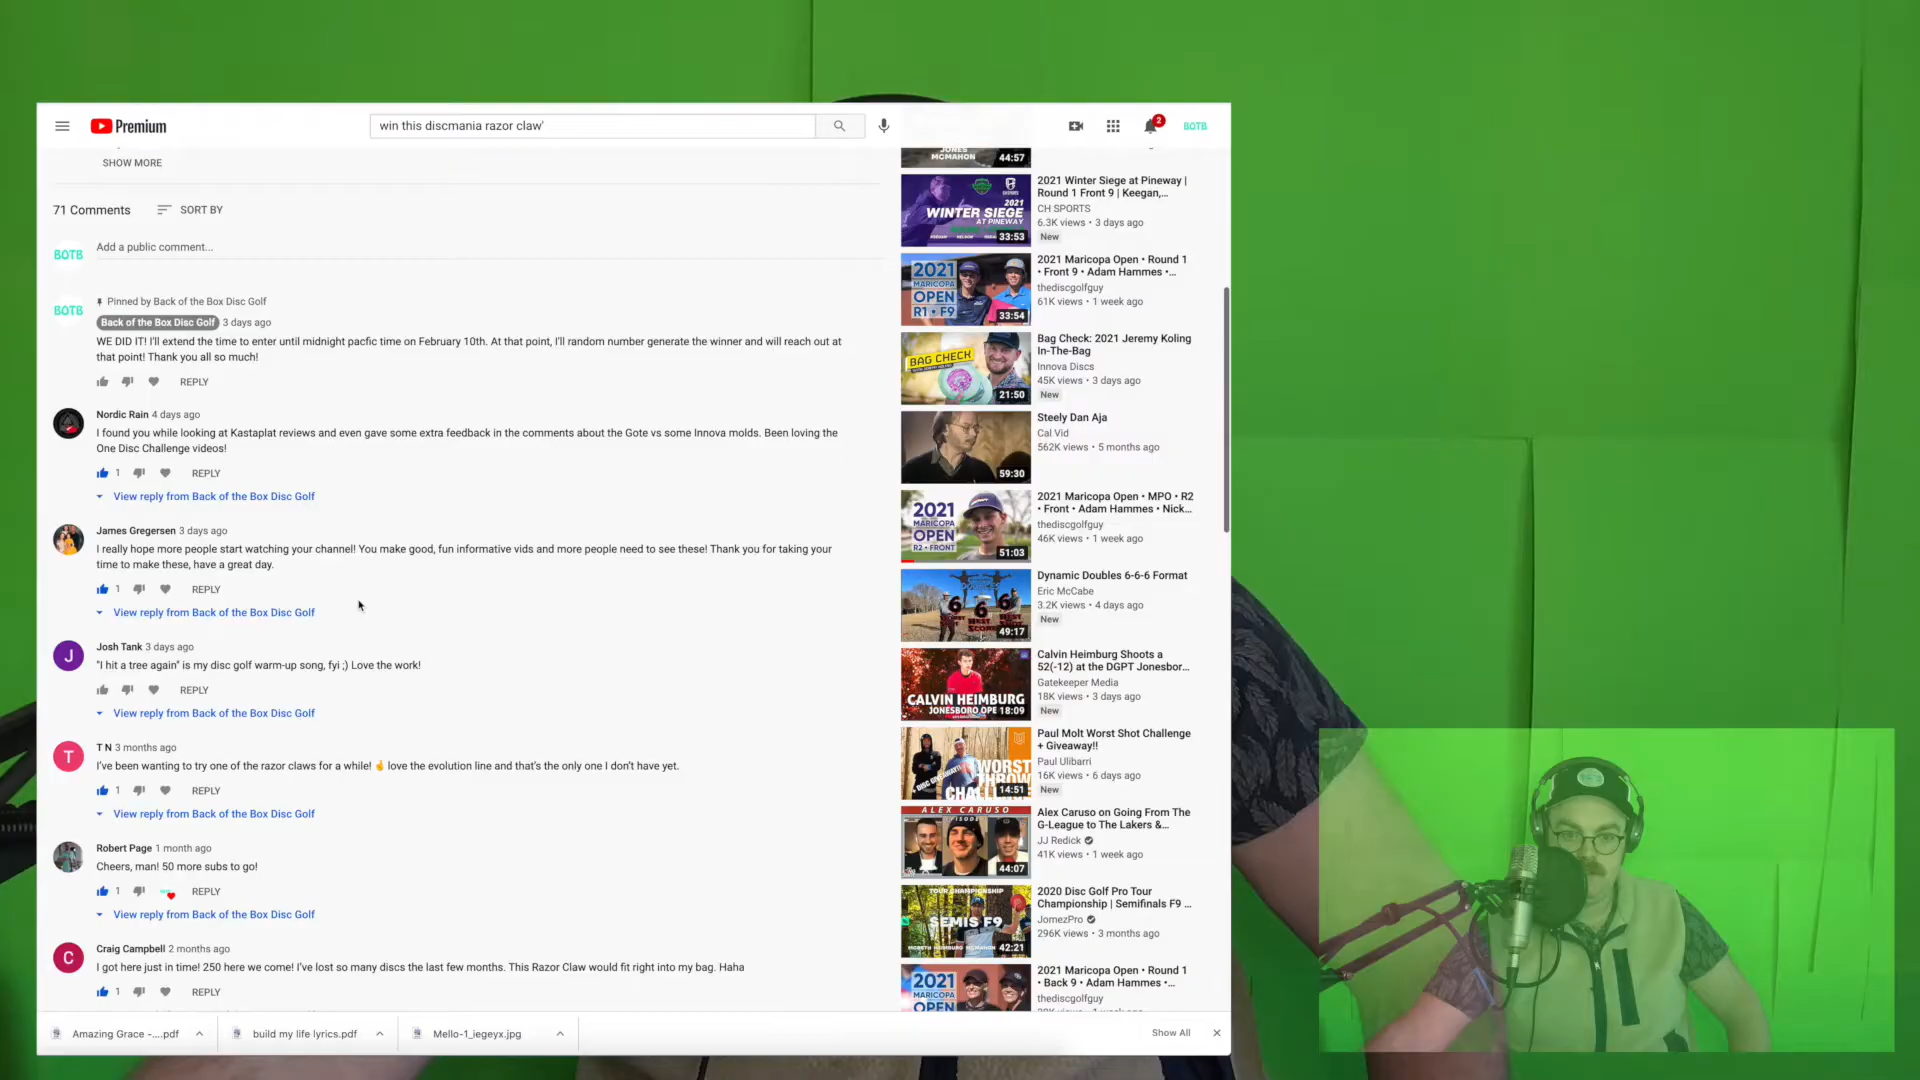 Premium
win this discmania razor claw'
2
BOTB
SHOW MORE
71 Comments
SORT BY
BOTB
Add a public comment...
BOTB
Pinned by Back of the Box Disc Golf
Back of the Box Disc Golf 3 days ago
WE DID IT! I'll extend the time to enter until midnight pacfic time on February 10th. At that point, I'll random number generate the winner and will reach out at
that point! Thank you all so much!
REPLY
Nordic Rain 4 days ago
I found you while looking at Kastaplat reviews and even gave some extra feedback in the comments about the Gote vs some Innova molds. Been loving the
One Disc Challenge videos!
1 REPLY
View reply from Back of the Box Disc Golf
James Gregersen 3 days ago
I really hope more people start watching your channel! You make good, fun informative vids and more people need to see these! Thank you for taking your
time to make these, have a great day.
1 REPLY
View reply from Back of the Box Disc Golf
J
Josh Tank 3 days ago
"I hit a tree again" is my disc golf warm-up song, fyi ;) Love the work!
REPLY
View reply from Back of the Box Disc Golf
T
T N 3 months ago
I've been wanting to try one of the razor claws for a while! 🤞 love the evolution line and that's the only one I don't have yet.
1 REPLY
View reply from Back of the Box Disc Golf
Robert Page 1 month ago
Cheers, man! 50 more subs to go!
1 REPLY
View reply from Back of the Box Disc Golf
C
Craig Campbell 2 months ago
I got here just in time! 250 here we come! I've lost so many discs the last few months. This Razor Claw would fit right into my bag. Haha
1 REPLY
MCMAHON
44:57
2021
WINTER SIEGE
AT PINEWAY
33:53
2021 Winter Siege at Pineway |
Round 1 Front 9 | Keegan,...
CH SPORTS
6.3K views • 3 days ago
New
2021
MARICOPA
OPEN
R1 • F9
33:54
2021 Maricopa Open • Round 1
• Front 9 • Adam Hammes •...
thediscgolfguy
61K views • 1 week ago
BAG CHECK
21:50
Bag Check: 2021 Jeremy Koling
In-The-Bag
Innova Discs
45K views • 3 days ago
New
59:30
Steely Dan Aja
Cal Vid
562K views • 5 months ago
2021
MARICOPA
OPEN
R2 • FRONT
51:03
2021 Maricopa Open • MPO • R2
• Front • Adam Hammes • Nick...
thediscgolfguy
46K views • 1 week ago
6 6 6
49:17
Dynamic Doubles 6-6-6 Format
Eric McCabe
3.2K views • 4 days ago
New
CALVIN HEIMBURG
JONESBORO OPE
18:09
Calvin Heimburg Shoots a
52(-12) at the DGPT Jonesbor...
Gatekeeper Media
18K views • 3 days ago
New
+ DISC GIVEAWAY!!
WORST
THROW
CHALL
14:51
Paul Molt Worst Shot Challenge
+ Giveaway!!
Paul Ulibarri
16K views • 6 days ago
New
ALEX CARUSO
44:07
Alex Caruso on Going From The
G-League to The Lakers &...
JJ Redick
41K views • 1 week ago
TOUR CHAMPIONSHIP
SEMIS F9
42:21
2020 Disc Golf Pro Tour
Championship | Semifinals F9 ...
JomezPro
296K views • 3 months ago
2021
MARICOPA
OPEN
2021 Maricopa Open • Round 1
• Back 9 • Adam Hammes •...
thediscgolfguy
Amazing Grace -....pdf
build my life lyrics.pdf
Mello-1_iegeyx.jpg
Show All